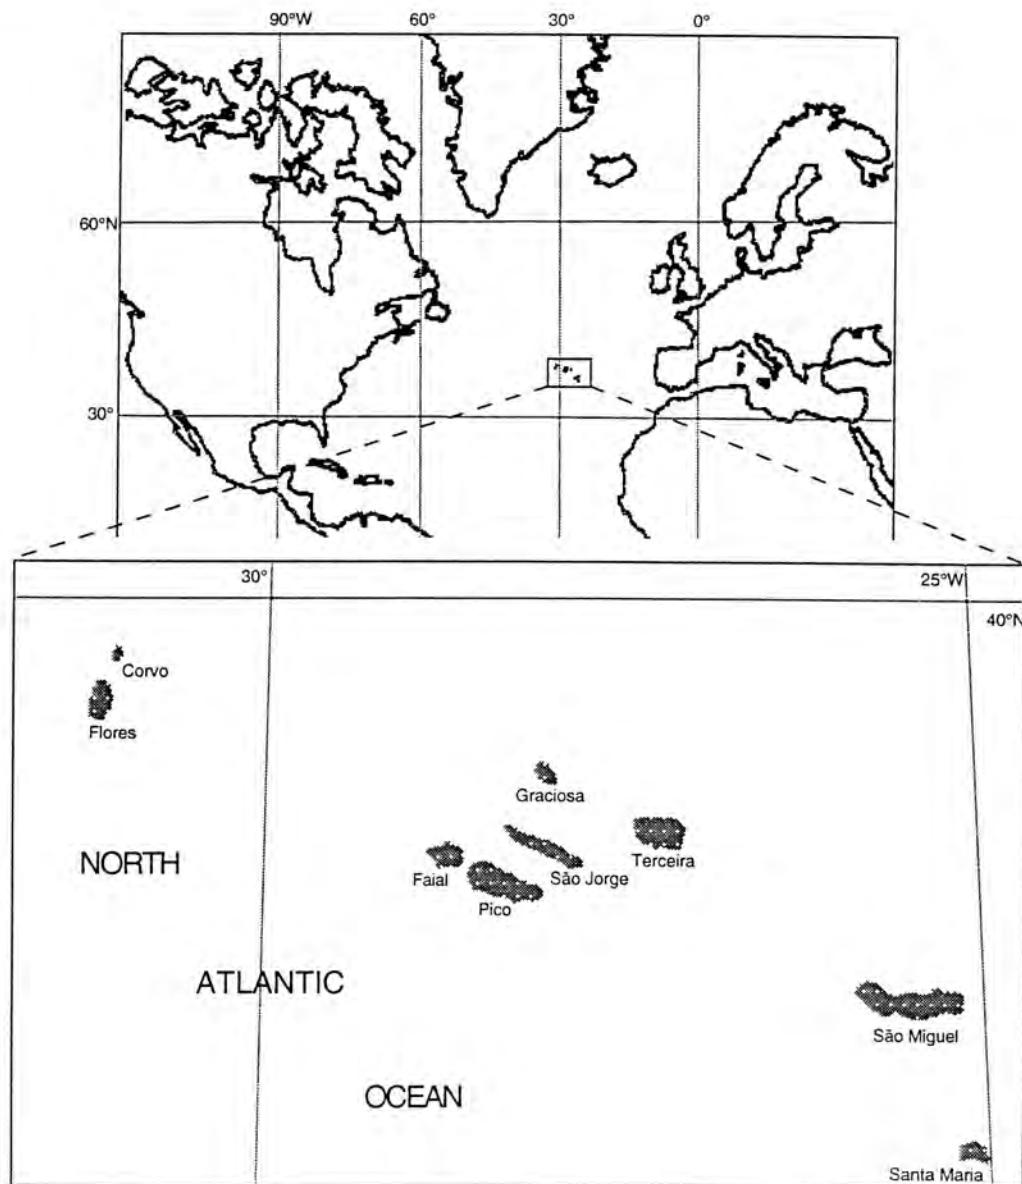 90°W 60° 30° 0°
60°N
30°
30° 25°W
40°N
Corvo
Flores
Graciosa
NORTH
Faial
São Jorge
Terceira
Pico
ATLANTIC
São Miguel
OCEAN
Santa Maria